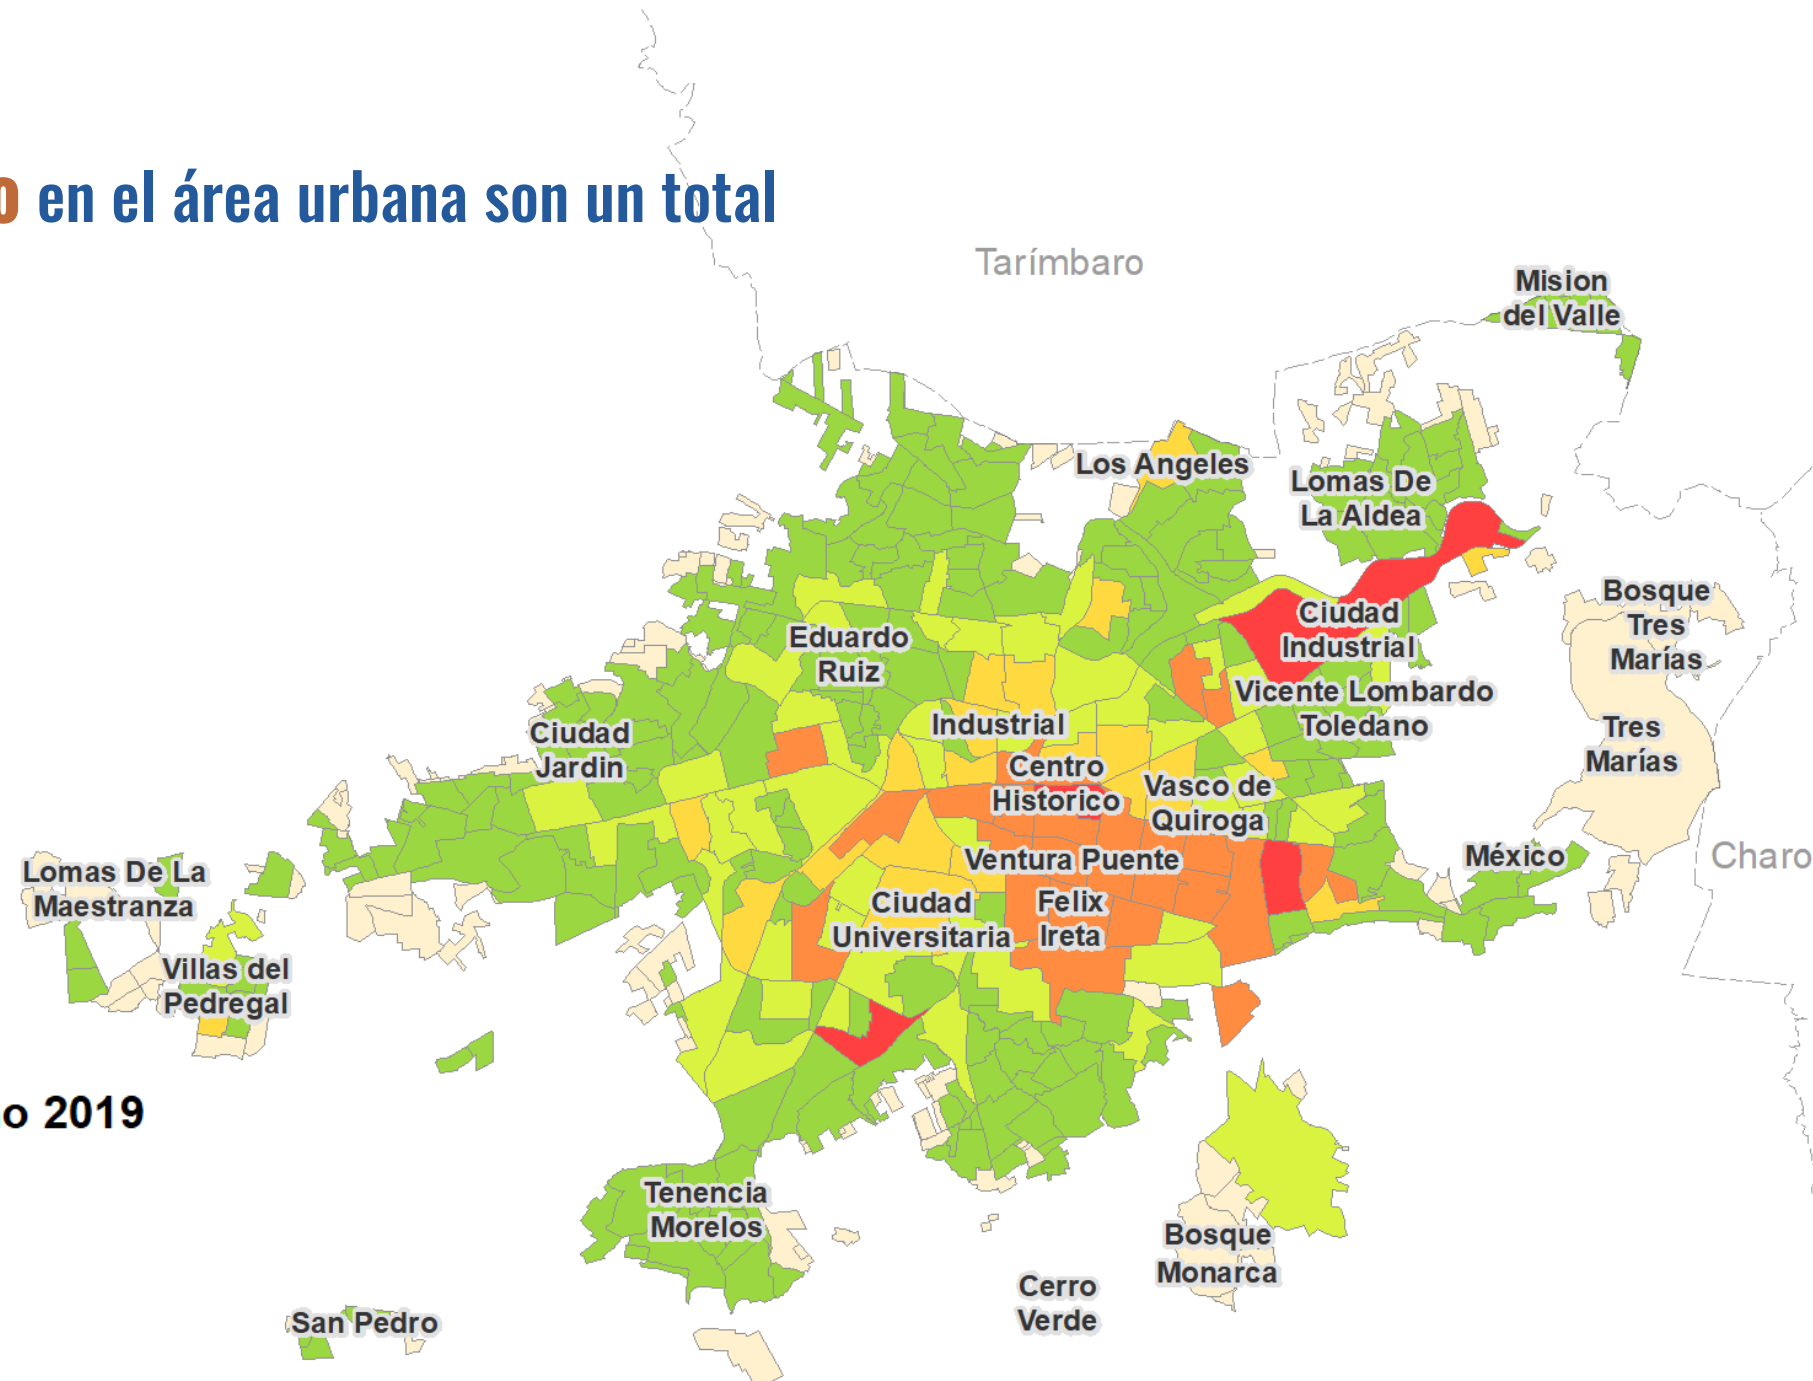 o en el área urbana son un total
Tarímbaro
Mision
del Valle
Los Angeles
Lomas De
La Aldea
Bosque
Tres
Marías
Ciudad
Industrial
Eduardo
Ruiz
Vicente Lombardo
Toledano
Industrial
Ciudad
Jardin
Tres
Marías
Centro
Historico
Vasco de
Quiroga
Ventura Puente
México
Charo
Lomas De La
Maestranza
Ciudad
Universitaria
Felix
Ireta
Villas del
Pedregal
o 2019
Tenencia
Morelos
Bosque
Monarca
Cerro
Verde
San Pedro